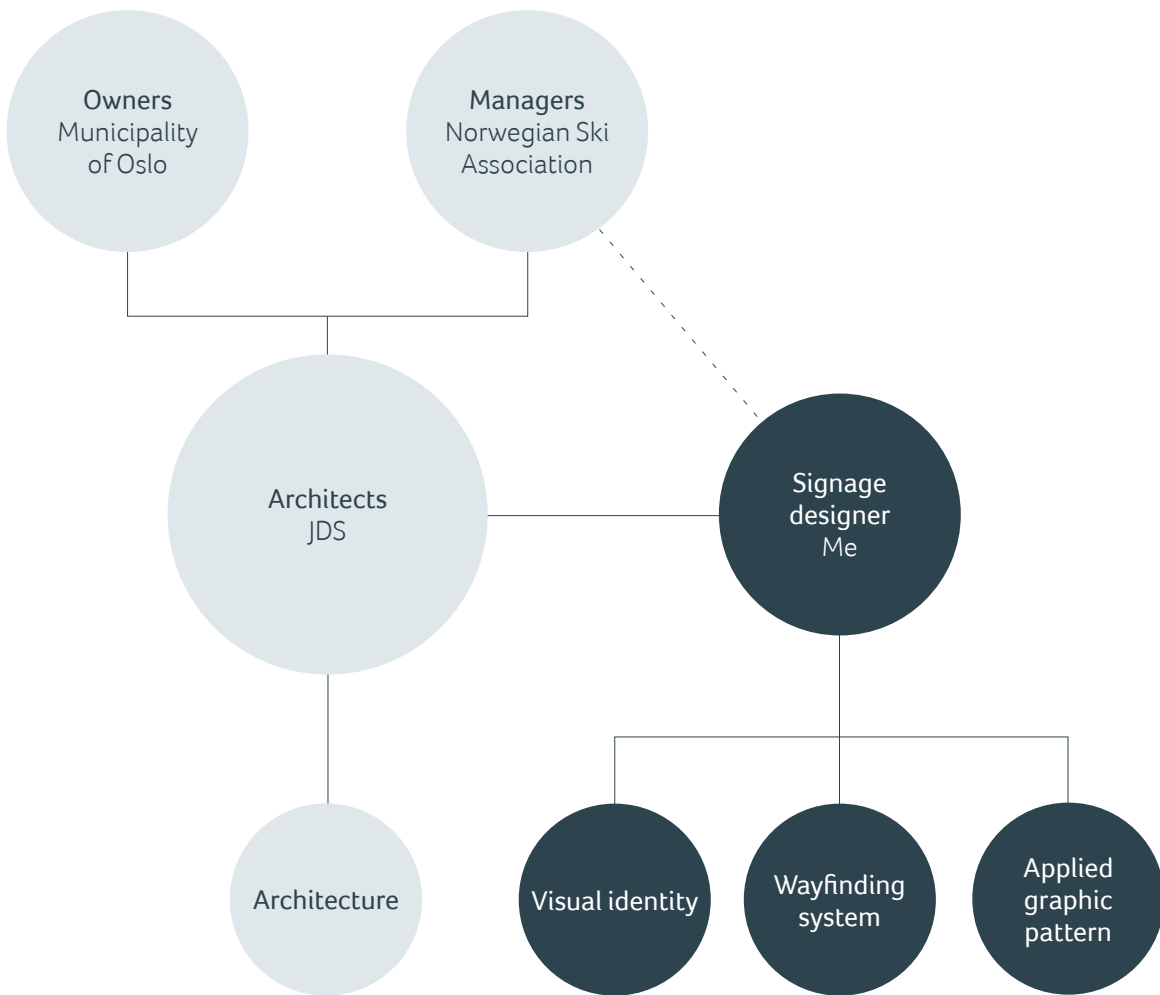 Owners
Municipality
of Oslo
Managers
Norwegian Ski
Association
Architects
JDS
Signage
designer
Me
Architecture
Visual identity
Wayfinding
system
Applied
graphic
pattern